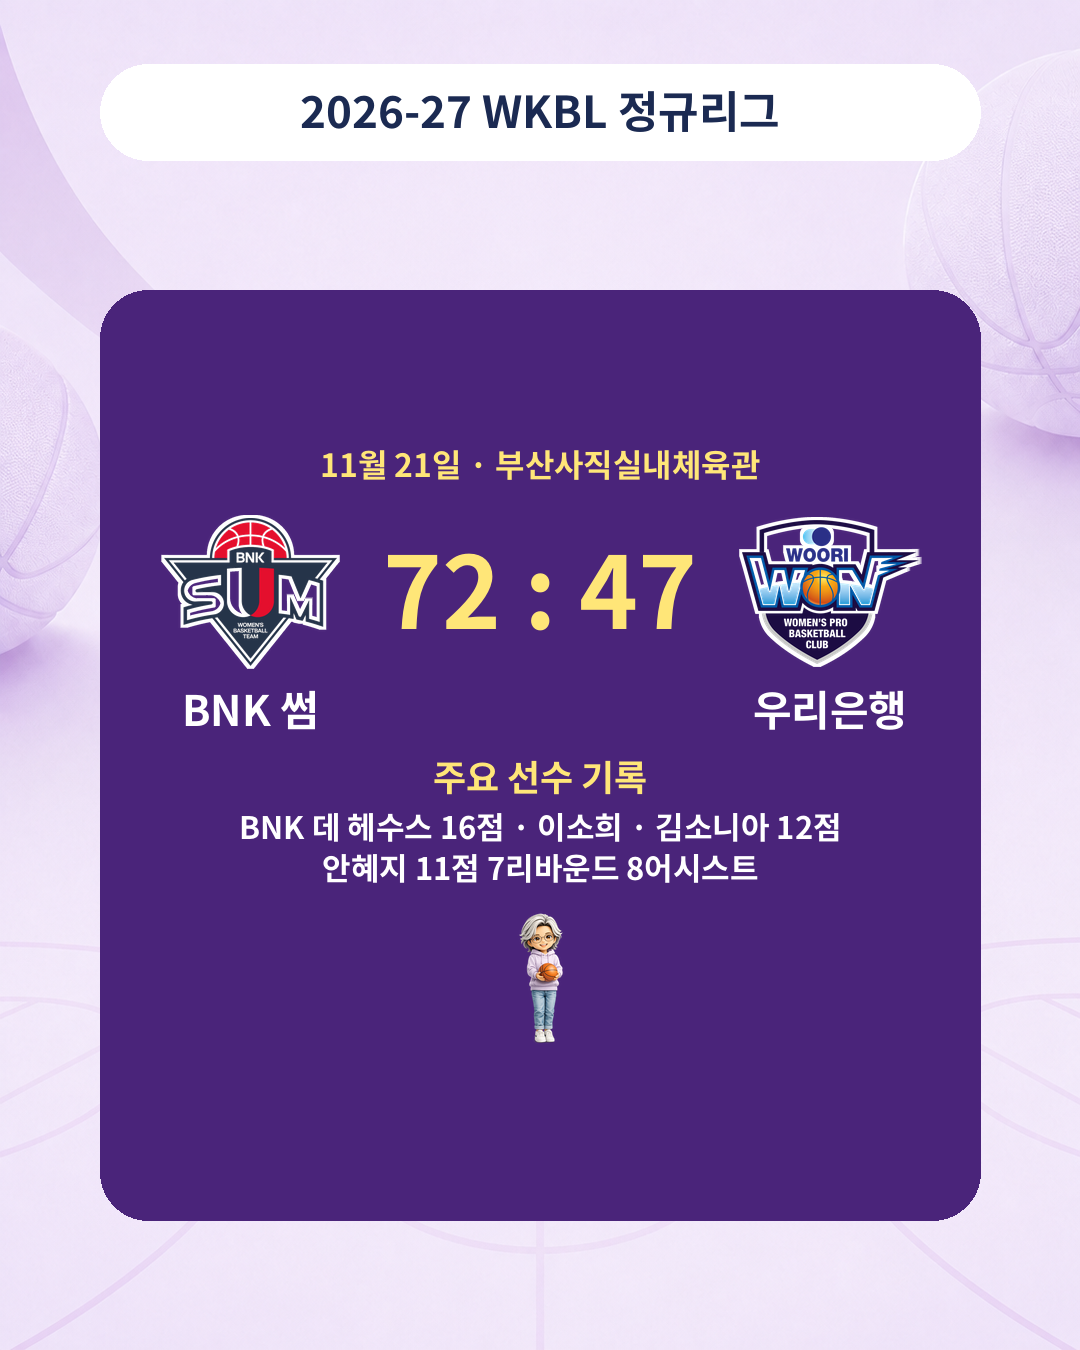 2026-27 WKBL 정규리그
11월 21일 · 부산사직실내체육관
BNK
SUM
WOMEN'S
BASKETBALL
TEAM
72 : 47
WOORI
WON
WOMEN'S PRO
BASKETBALL
CLUB
BNK 썸
우리은행
주요 선수 기록
BNK 데 헤수스 16점 · 이소희 · 김소니아 12점
안혜지 11점 7리바운드 8어시스트